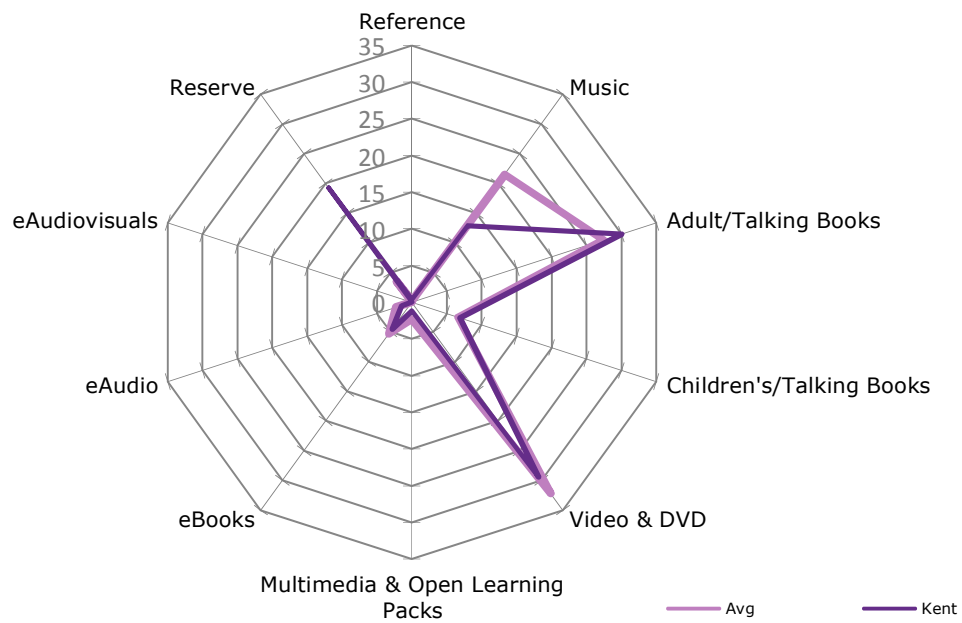 Reference
35
Reserve
Music
30
25
20
eAudiovisuals
Adult/Talking Books
15
10
5
0
eAudio
Children's/Talking Books
eBooks
Video & DVD
Multimedia & Open Learning
Packs
Avg
Kent